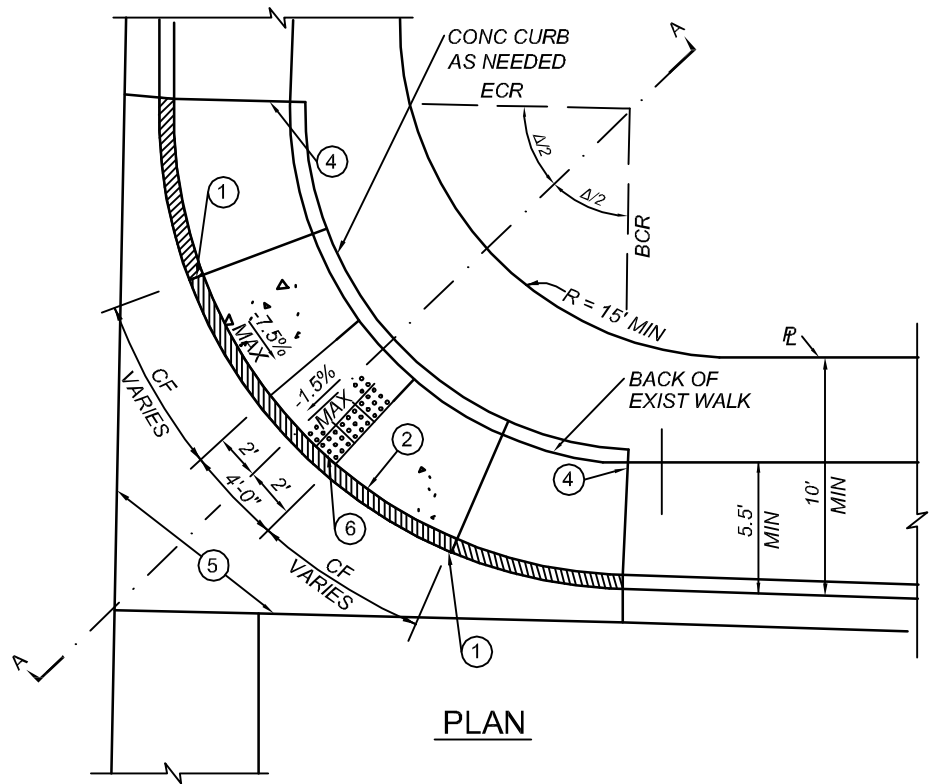 A
CONC CURB
AS NEEDED
ECR
Δ/2
4
1
Δ/2
BCR
R = 15' MIN
-7.5%
MAX
PL
CF
VARIES
-1.5%
MAX
BACK OF
EXIST WALK
2
2'
2'
4'-0"
4
5.5'
MIN
10'
MIN
6
5
CF
VARIES
A
1
PLAN